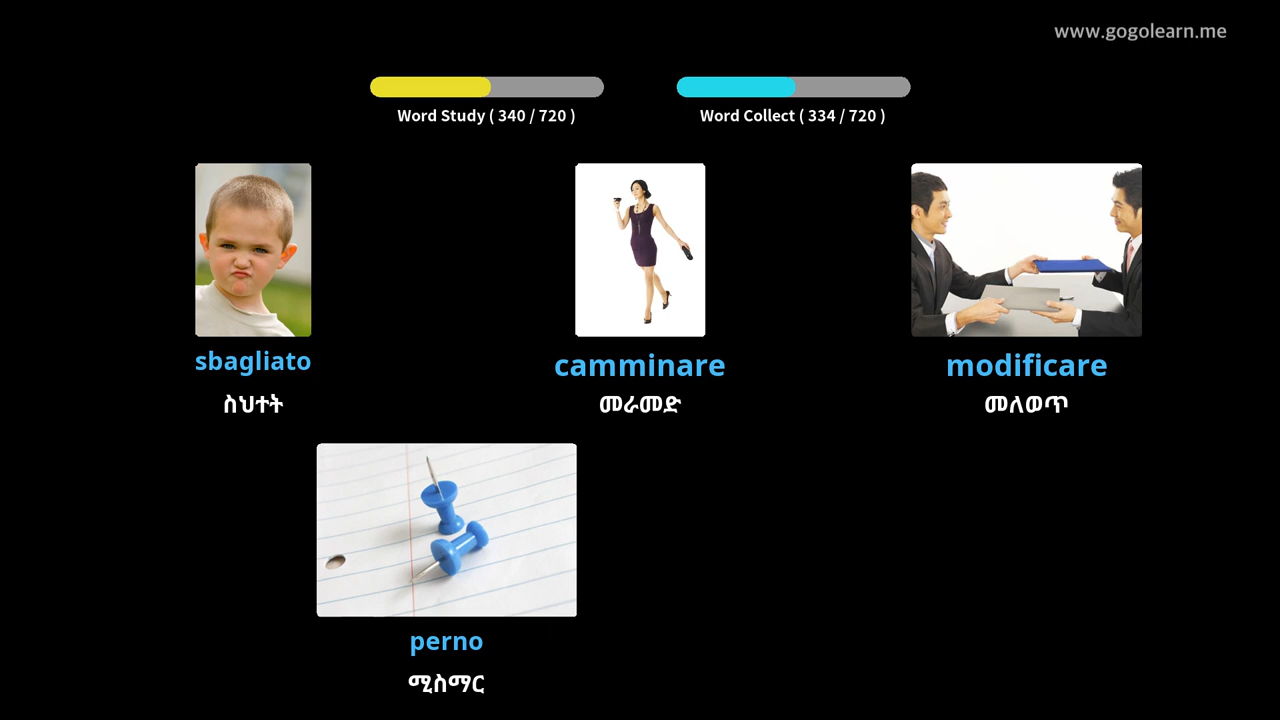 www.gogolearn.me
Word Study ( 340 / 720 )
Word Collect ( 334 / 720 )
sbagliato
camminare
modificare
ስህተት
መራመድ
መለወጥ
perno
ሚስማር